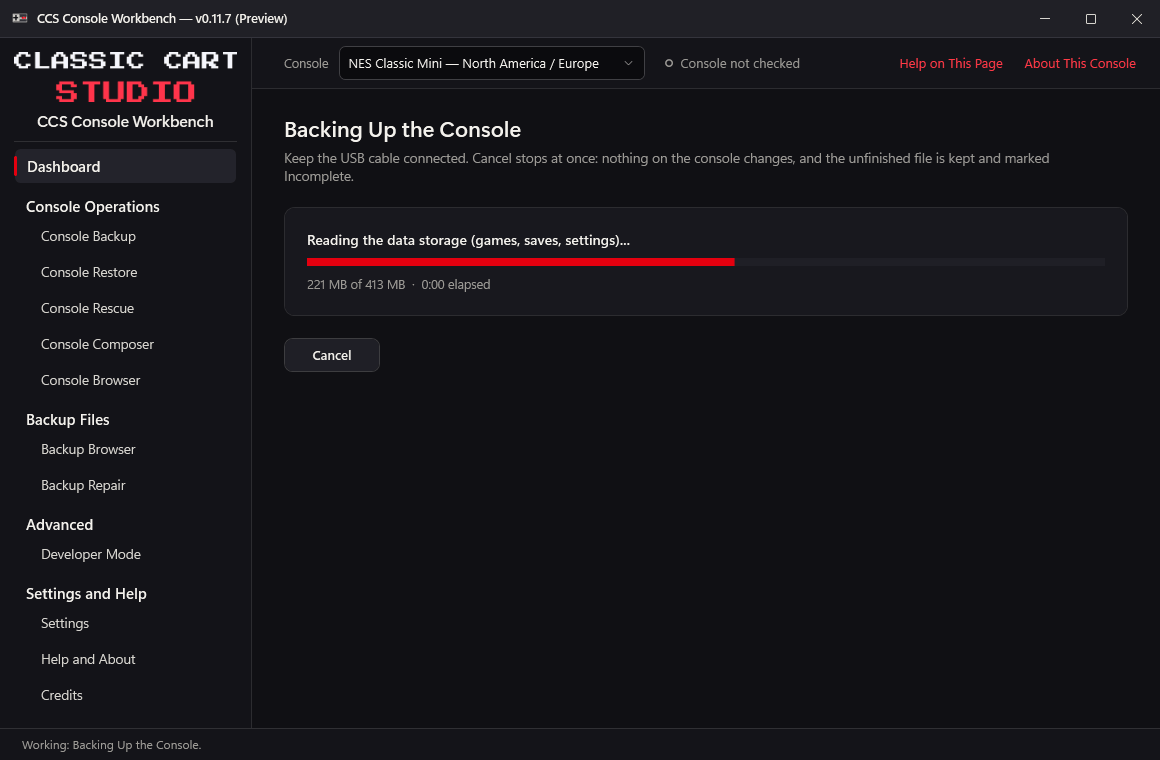 CCS Console Workbench — v0.11.7 (Preview)
CLASSIC CART
STUDIO
CCS Console Workbench
Dashboard
Console Operations
Console Backup
Console Restore
Console Rescue
Console Composer
Console Browser
Backup Files
Backup Browser
Backup Repair
Advanced
Developer Mode
Settings and Help
Settings
Help and About
Credits
Console
NES Classic Mini — North America / Europe
Console not checked
Help on This Page
About This Console
Backing Up the Console
Keep the USB cable connected. Cancel stops at once: nothing on the console changes, and the unfinished file is kept and marked
Incomplete.
Reading the data storage (games, saves, settings)...
221 MB of 413 MB · 0:00 elapsed
Cancel
Working: Backing Up the Console.